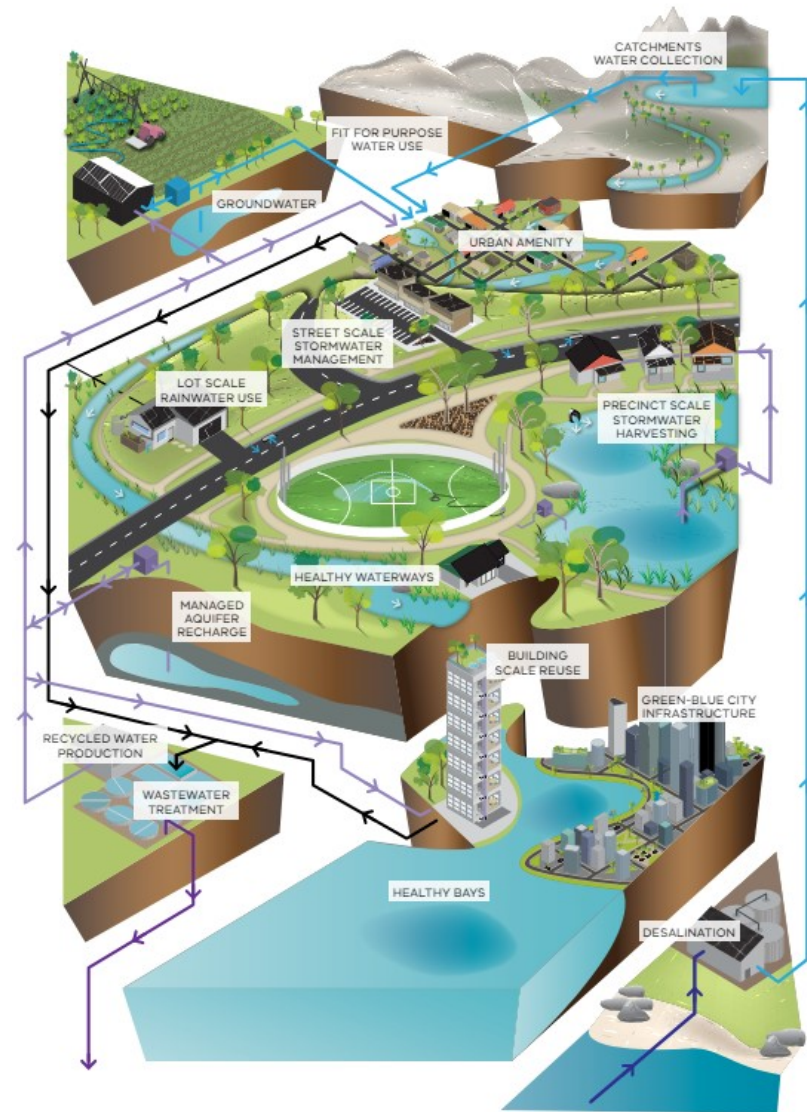 CATCHMENTS
WATER COLLECTION
FIT FOR PURPOSE
WATER USE
GROUNDWATER
URBAN AMENITY
STREET SCALE
STORMWATER
MANAGEMENT
LOT SCALE
RAINWATER USE
PRECINCT SCALE
STORMWATER
HARVESTING
HEALTHY WATERWAYS
MANAGED
AQUIFER
RECHARGE
BUILDING
SCALE REUSE
GREEN-BLUE CITY
INFRASTRUCTURE
RECYCLED WATER
PRODUCTION
WASTEWATER
TREATMENT
HEALTHY BAYS
DESALINATION